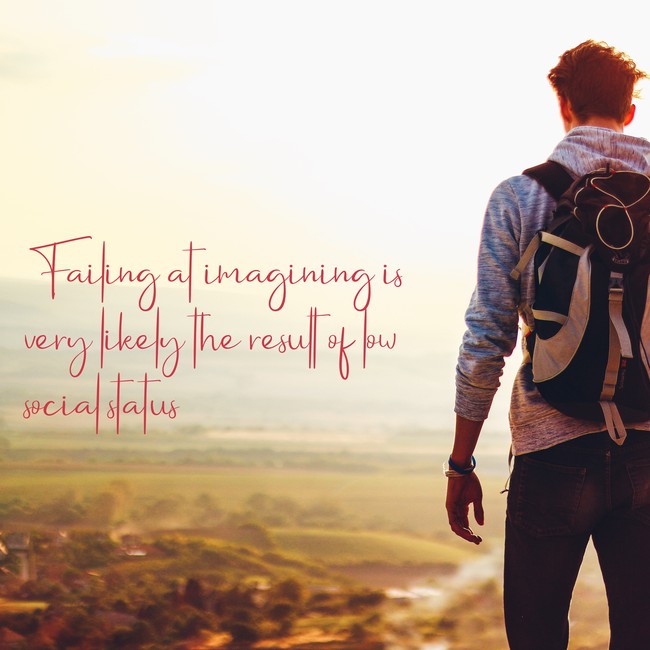 Failing at imagining is
very likely the result of low
social status